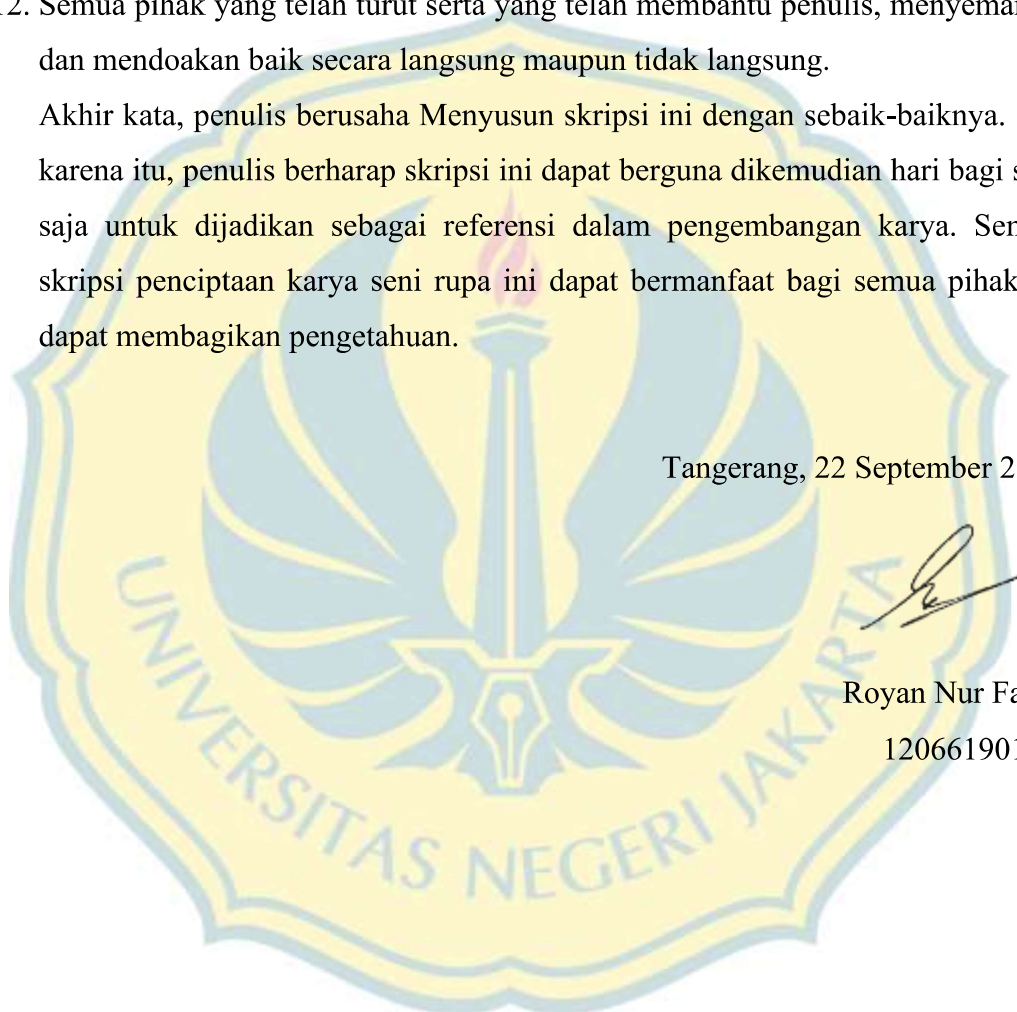 2. Semua pihak yang telah turut serta yang telah membantu penulis,
dan mendoakan baik secara langsung maupun tidak langsung.
Akhir kata, penulis berusaha Menyusun skripsi ini dengan sebaik-baiknya.
karena itu, penulis berharap skripsi ini dapat berguna dikemudian hari bagi
saja untuk dijadikan sebagai referensi dalam pengembangan karya.
skripsi penciptaan karya seni rupa ini dapat bermanfaat bagi semua pihak
dapat membagikan pengetahuan.
Tangerang, 22 September
Royan Nur
UNIVERSITAS NEGERI JAKARTA